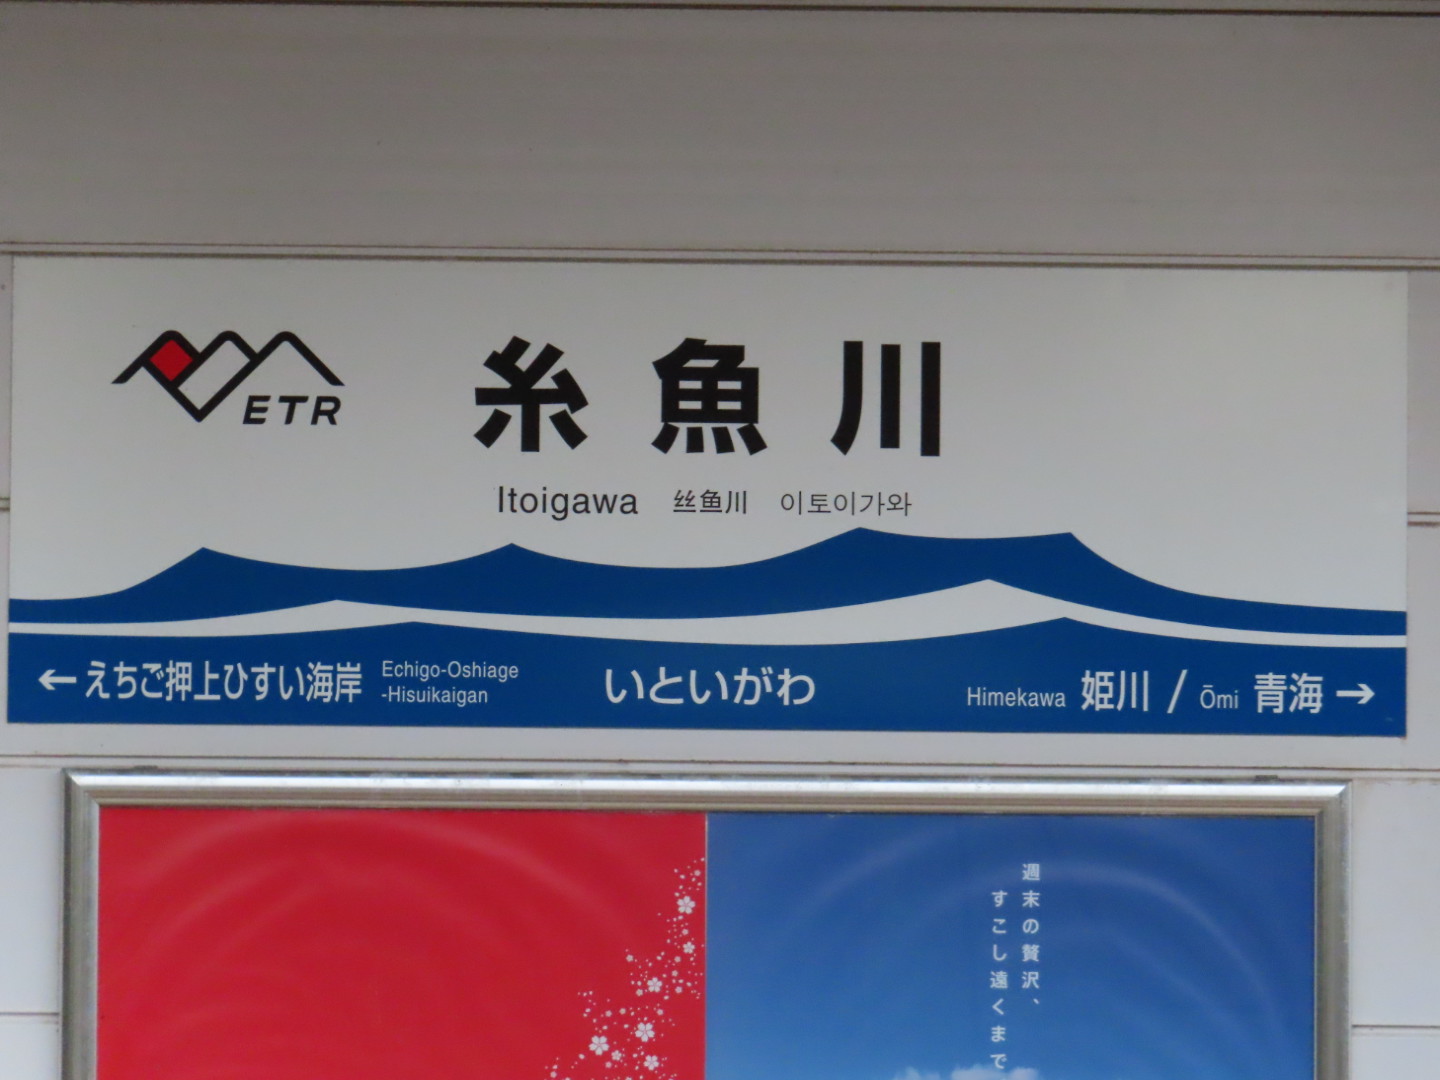 ETR
糸魚川
Itoigawa 丝鱼川 이토이가와
←えちご押上ひすい海岸 Echigo-Oshiage
-Hisuikaigan
いといがわ
Himekawa 姫川 / Ōmi 青海→
週末の贅沢、
すこし遠くまで